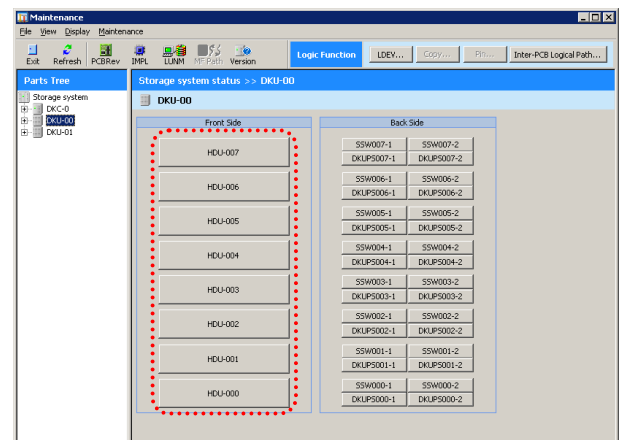 Maintenance
File View Display Maintenance
Exit Refresh PCBRev IMPL LUNM MF Path Version Logic Function LDEV... Copy... Pin... Inter-PCB Logical Path...
Parts Tree
Storage system status >> DKU-00
Storage system
DKC-0
DKU-00
DKU-01
DKU-00
Front Side
HDU-007
HDU-006
HDU-005
HDU-004
HDU-003
HDU-002
HDU-001
HDU-000
Back Side
SSW007-1 SSW007-2
DKUPS007-1 DKUPS007-2
SSW006-1 SSW006-2
DKUPS006-1 DKUPS006-2
SSW005-1 SSW005-2
DKUPS005-1 DKUPS005-2
SSW004-1 SSW004-2
DKUPS004-1 DKUPS004-2
SSW003-1 SSW003-2
DKUPS003-1 DKUPS003-2
SSW002-1 SSW002-2
DKUPS002-1 DKUPS002-2
SSW001-1 SSW001-2
DKUPS001-1 DKUPS001-2
SSW000-1 SSW000-2
DKUPS000-1 DKUPS000-2